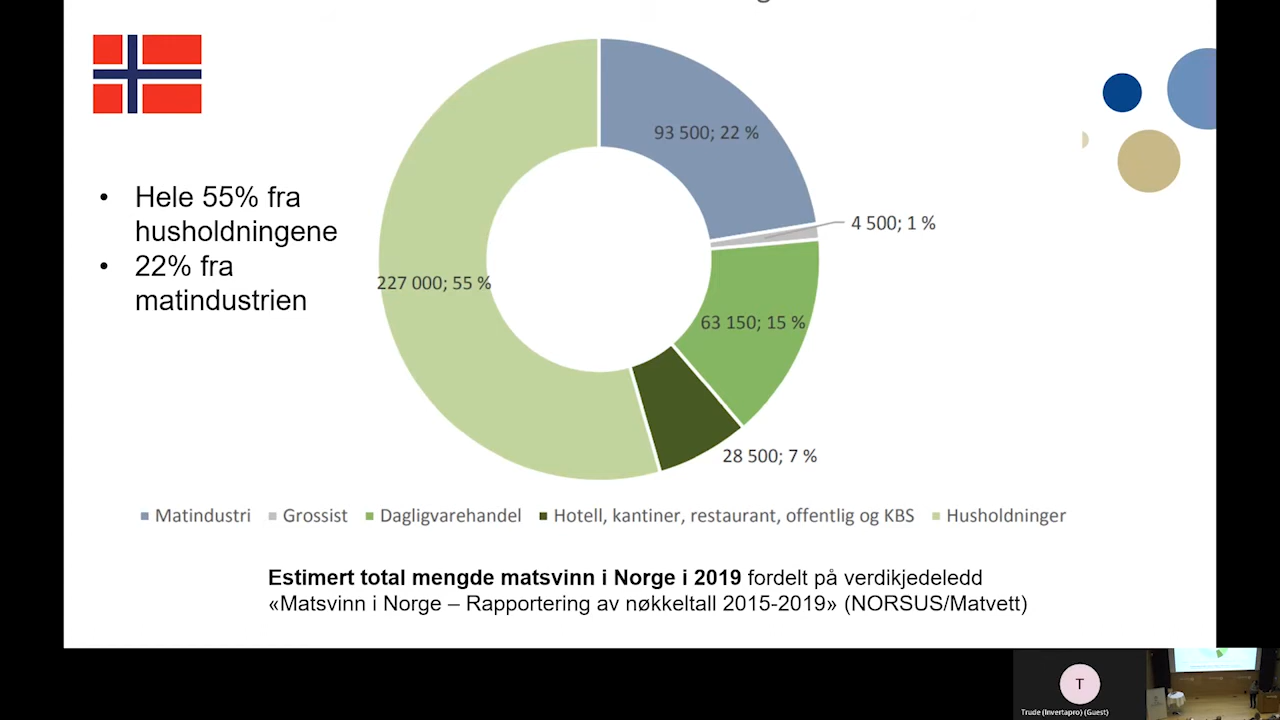 • Hele 55% fra
husholdningene
• 22% fra
matindustrien
93 500; 22 %
4 500; 1 %
227 000; 55 %
63 150; 15 %
28 500; 7 %
Matindustri Grossist Dagligvarehandel Hotell, kantiner, restaurant, offentlig og KBS Husholdninger
Estimert total mengde matsvinn i Norge i 2019 fordelt på verdikjedeledd
«Matsvinn i Norge – Rapportering av nøkkeltall 2015-2019» (NORSUS/Matvett)
T
Trude (Invertapro) (Guest)